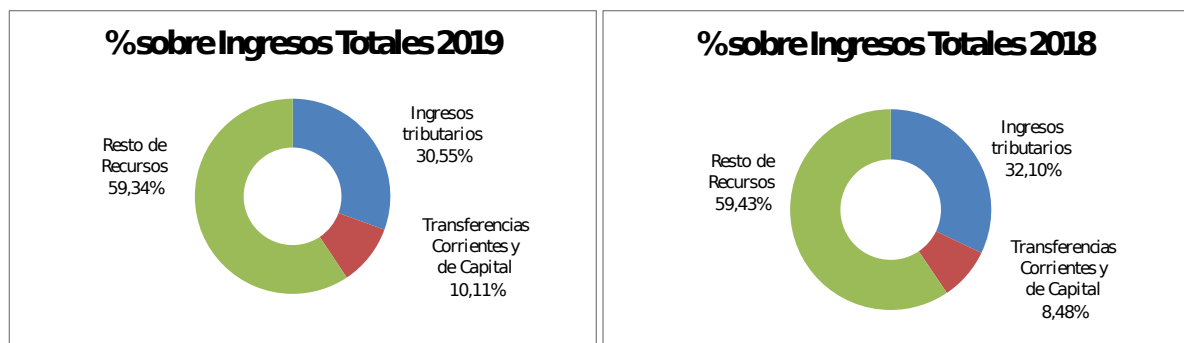 % sobre Ingresos Totales 2019
Ingresos
tributarios
30,55%
Resto de
Recursos
59,34%
Transferencias
Corrientes y
de Capital
10,11%
% sobre Ingresos Totales 2018
Ingresos
tributarios
32,10%
Resto de
Recursos
59,43%
Transferencias
Corrientes y
de Capital
8,48%